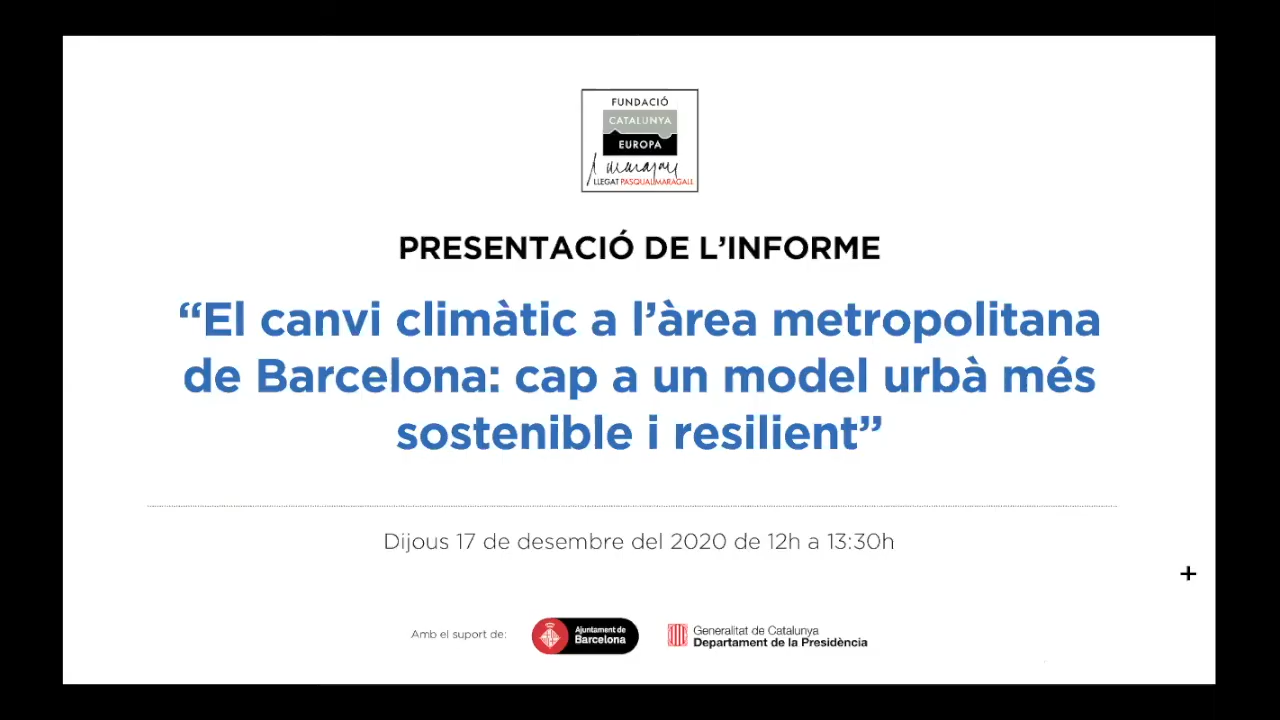 FUNDACIÓ
CATALUNYA
EUROPA
LLEGAT PASQUAL MARAGALL
PRESENTACIÓ DE L’INFORME
“El canvi climàtic a l’àrea metropolitana
de Barcelona: cap a un model urbà més
sostenible i resilient”
Dijous 17 de desembre del 2020 de 12h a 13:30h
+
Amb el suport de:
Ajuntament de
Barcelona
Generalitat de Catalunya
Departament de la Presidència